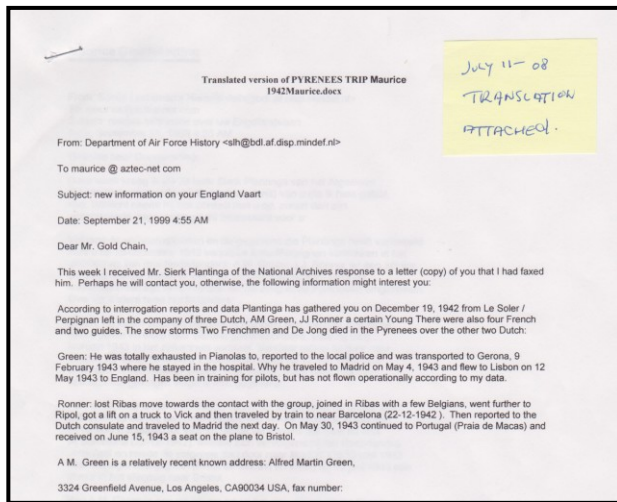 JULY 11-08
TRANSLATION
ATTACHED.
Translated version of PYRENEES TRIP Maurice
1942Maurice.docx
From: Department of Air Force History <slh@bdl.af.disp.mindef.nl>
To maurice @ aztec-net com
Subject: new information on your England Vaart
Date: September 21, 1999 4:55 AM
Dear Mr. Gold Chain,
This week I received Mr. Sierk Plantinga of the National Archives response to a letter (copy) of you that I had faxed
him. Perhaps he will contact you, otherwise, the following information might interest you:
According to interrogation reports and data Plantinga has gathered you on December 19, 1942 from Le Soler /
Perpignan left in the company of three Dutch, AM Green, JJ Ronner a certain Young There were also four French
and two guides. The snow storms Two Frenchmen and De Jong died in the Pyrenees over the other two Dutch:
Green: He was totally exhausted in Pianolas to, reported to the local police and was transported to Gerona, 9
February 1943 where he stayed in the hospital. Why he traveled to Madrid on May 4, 1943 and flew to Lisbon on 12
May 1943 to England. Has been in training for pilots, but has not flown operationally according to my data.
Ronner: lost Ribas move towards the contact with the group, joined in Ribas with a few Belgians, went further to
Ripol, got a lift on a truck to Vick and then traveled by train to near Barcelona (22-12-1942 ). Then reported to the
Dutch consulate and traveled to Madrid the next day. On May 30, 1943 continued to Portugal (Praia de Macas) and
received on June 15, 1943 a seat on the plane to Bristol.
A M. Green is a relatively recent known address: Alfred Martin Green,
3324 Greenfield Avenue, Los Angeles, CA90034 USA, fax number: